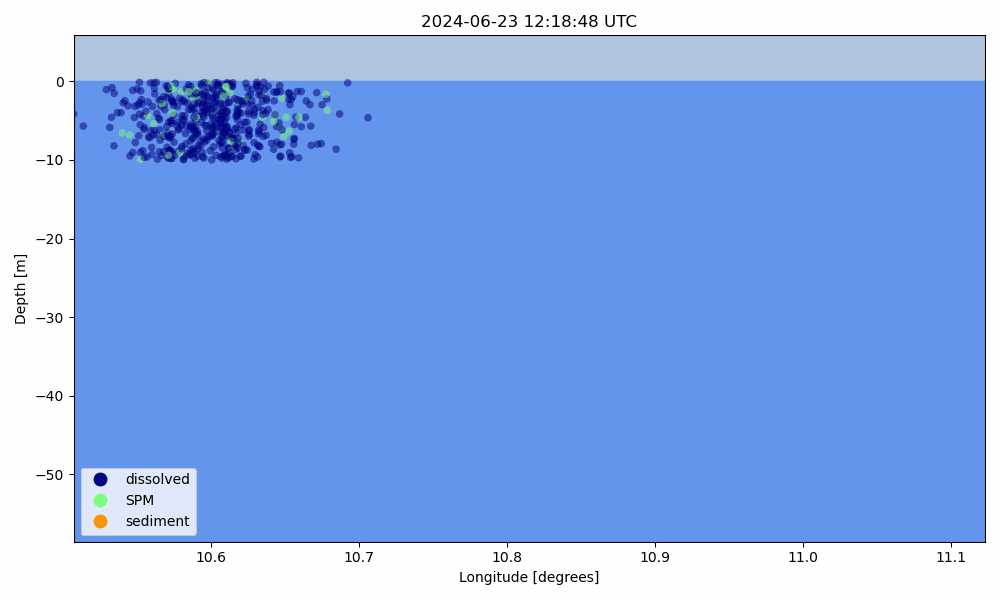 2024-06-23 12:18:48 UTC
0
−10
−20
−30
−40
−50
Depth [m]
dissolved
SPM
sediment
10.6 10.7 10.8 10.9 11.0 11.1
Longitude [degrees]